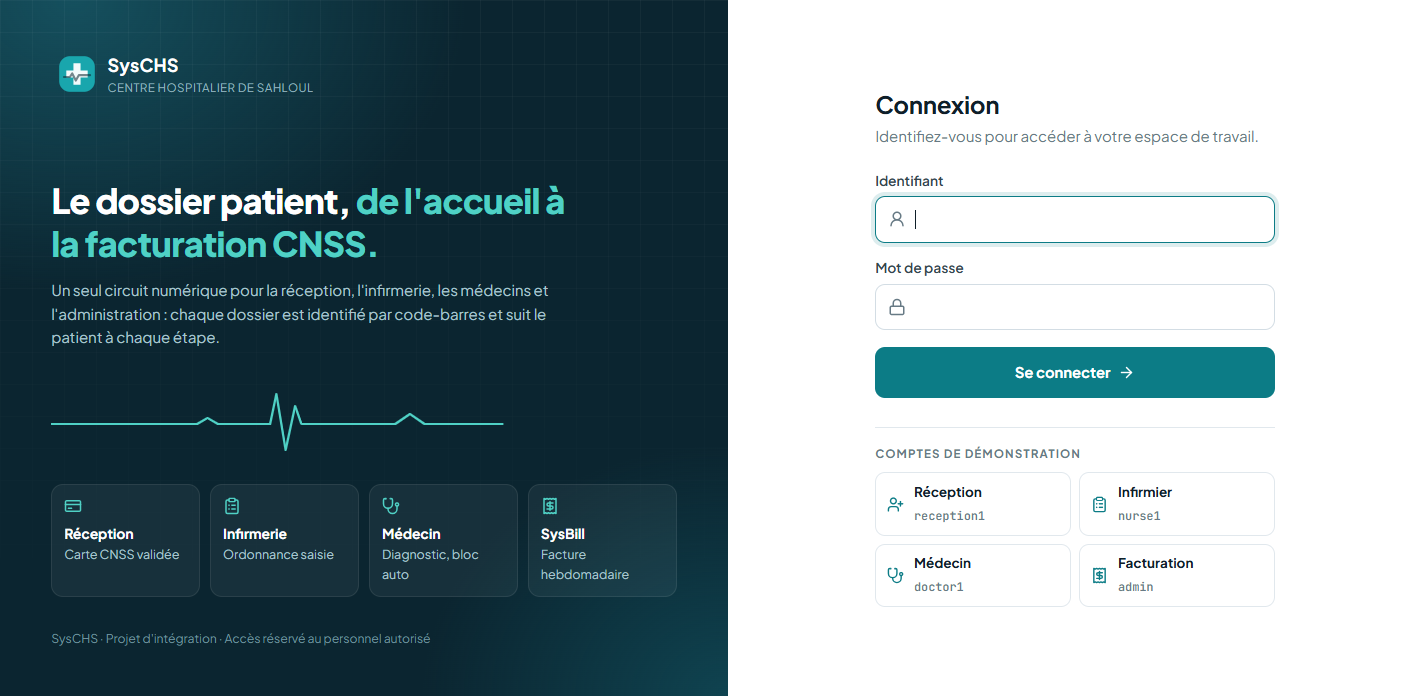 SysCHS
CENTRE HOSPITALIER DE SAHLOUL
Le dossier patient, de l'accueil à
la facturation CNSS.
Un seul circuit numérique pour la réception, l'infirmerie, les médecins et
l'administration : chaque dossier est identifié par code-barres et suit le
patient à chaque étape.
Réception
Carte CNSS validée
Infirmerie
Ordonnance saisie
Médecin
Diagnostic, bloc
auto
SysBill
Facture
hebdomadaire
SysCHS · Projet d'intégration · Accès réservé au personnel autorisé
Connexion
Identifiez-vous pour accéder à votre espace de travail.
Identifiant
Mot de passe
Se connecter →
COMPTES DE DÉMONSTRATION
Réception
reception1
Infirmier
nurse1
Médecin
doctor1
Facturation
admin